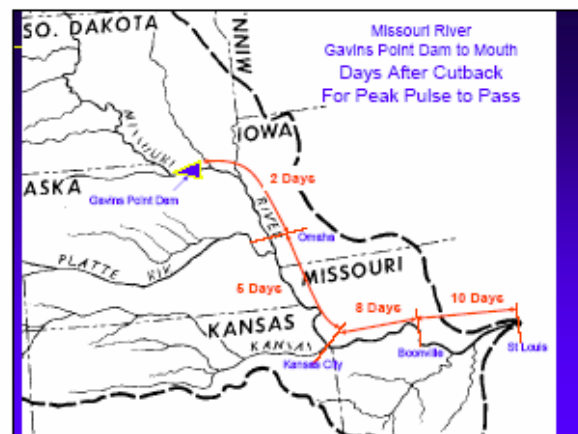 SO. DAKOTA
MINN
Missouri River
Gavins Point Dam to Mouth
Days After Cutback
For Peak Pulse to Pass
IOWA
MISSOURI
ASKA
2 Days
Gavins Point Dam
RIVER
Omaha
PLATTE RIV
MISSOURI
5 Days
8 Days
10 Days
KANSAS
KANSAS
Kansas City
Boonville
St Louis